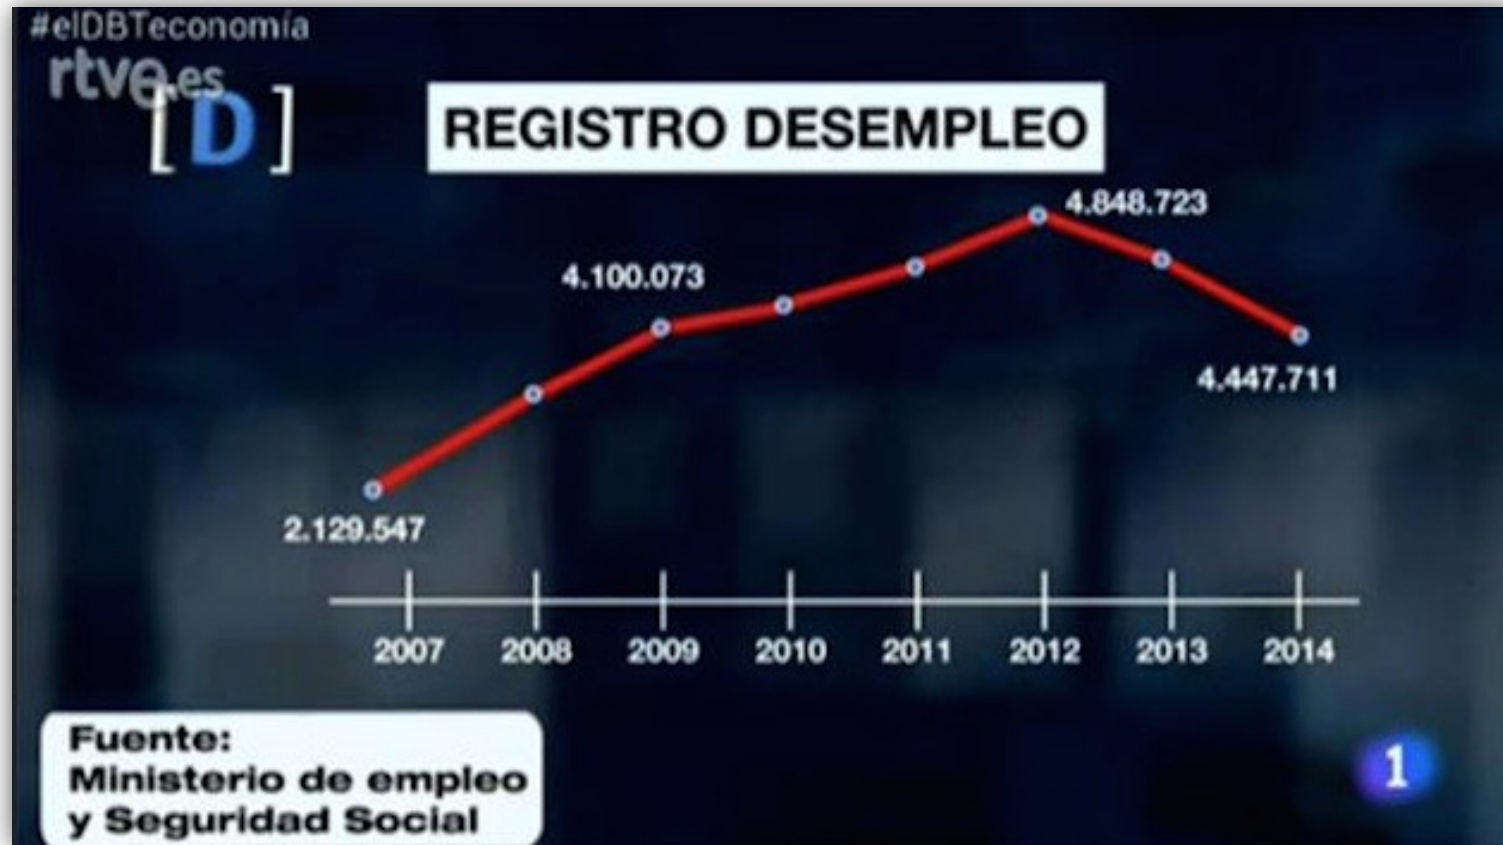 #elDBTeconomía
rtve.es
[D]
REGISTRO DESEMPLEO
4.848.723
4.100.073
4.447.711
2.129.547
2007 2008 2009 2010 2011 2012 2013 2014
Fuente:
Ministerio de empleo
y Seguridad Social
1